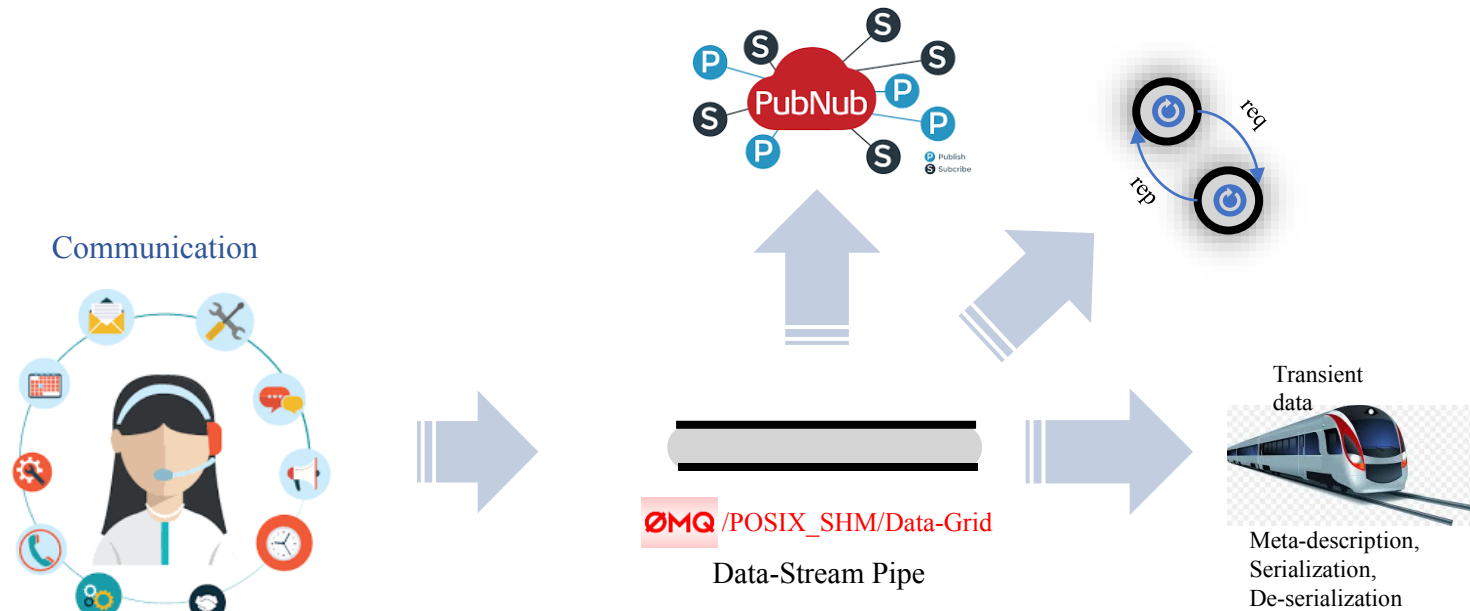 S
S
P
S
S
PubNub
P
P
P
S
S
P Publish
S Subcribe
req
rep
Communication
Transient
data
ØMQ /POSIX_SHM/Data-Grid
Data-Stream Pipe
Meta-description,
Serialization,
De-serialization